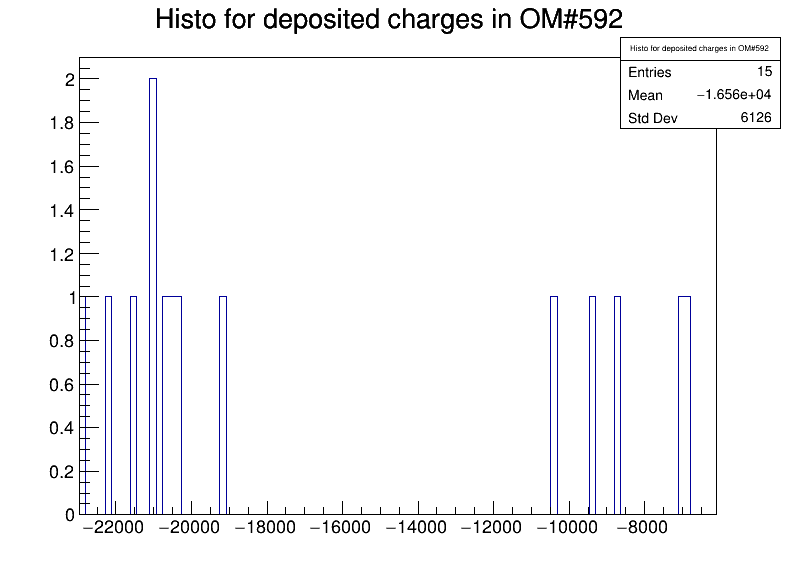 Histo for deposited charges in OM#592
Histo for deposited charges in OM#592
Entries 15
Mean −1.656e+04
Std Dev 6126
2
1.8
1.6
1.4
1.2
1
0.8
0.6
0.4
0.2
0
−22000 −20000 −18000 −16000 −14000 −12000 −10000 −8000